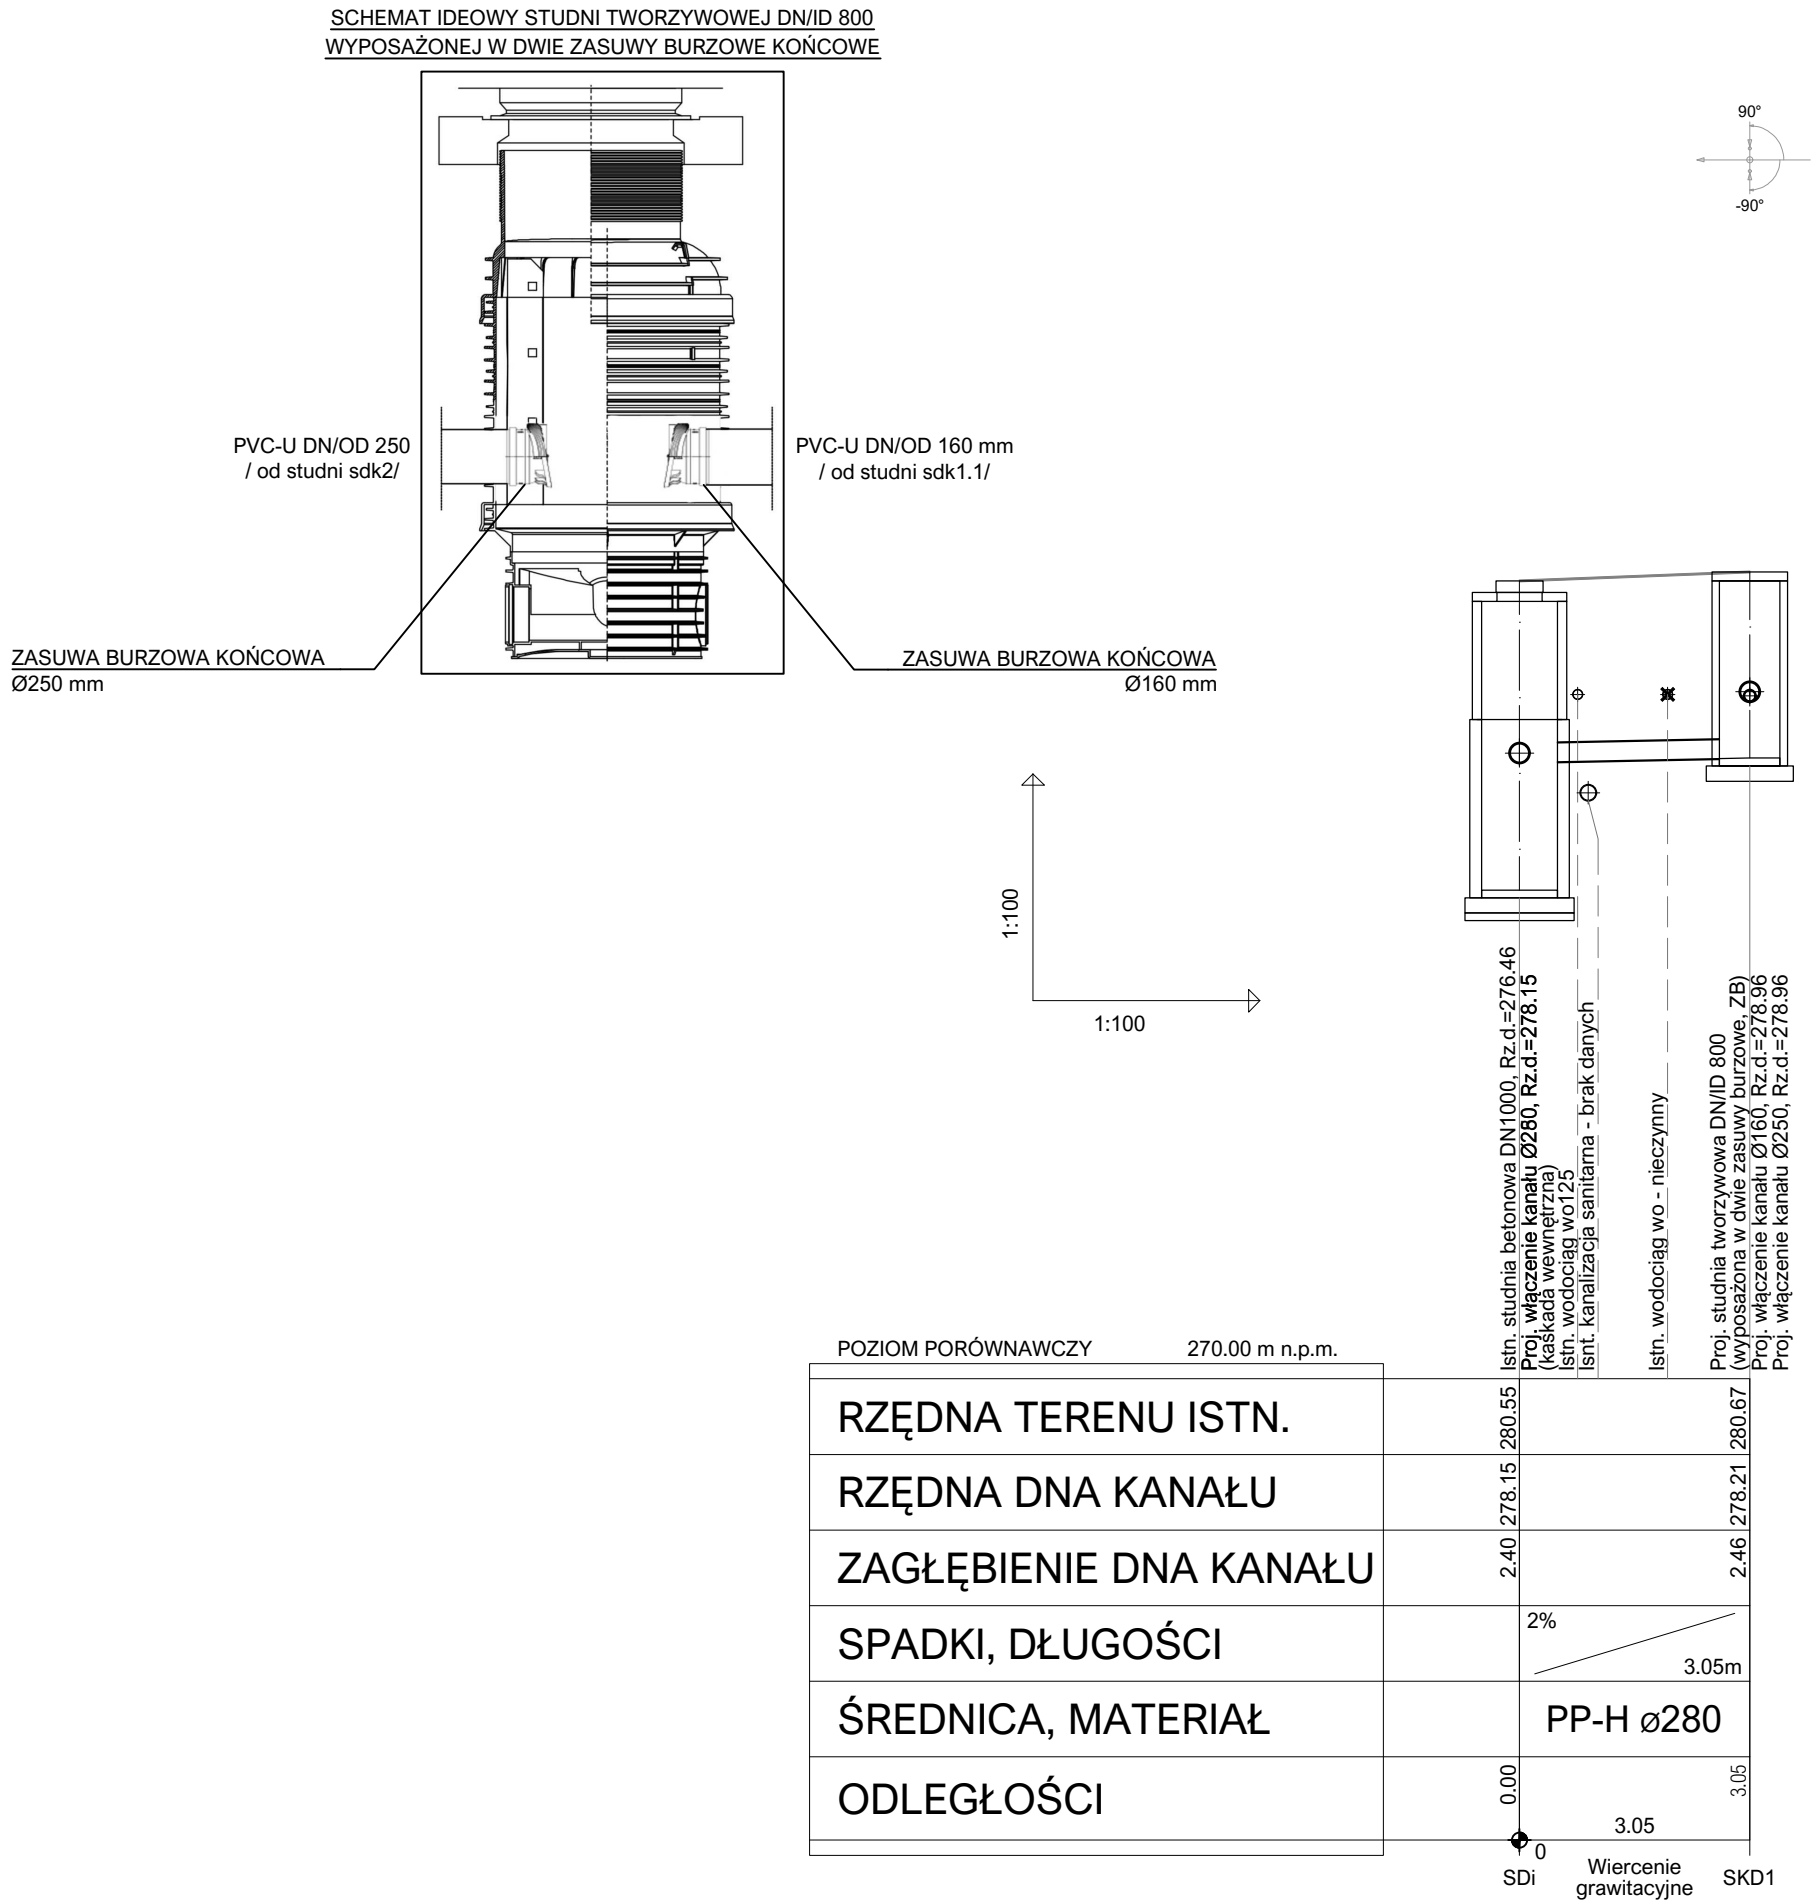 SCHEMAT IDEOWY STUDNI TWORZYWOWEJ DN/ID 800
WYPOSAŻONEJ W DWIE ZASUWY BURZOWE KOŃCOWE
90°
-90°
PVC-U DN/OD 250
/ od studni sdk2/
PVC-U DN/OD 160 mm
/ od studni sdk1.1/
ZASUWA BURZOWA KOŃCOWA
Ø250 mm
ZASUWA BURZOWA KOŃCOWA
Ø160 mm
1:100
1:100
Istn. studnia betonowa DN1000, Rz.d.=276.46
Proj. włączenie kanału Ø280, Rz.d.=278.15
(kaskada wewnętrzna)
Istn. wodociąg wo125
Isnt. kanalizacja sanitarna - brak danych
Istn. wodociąg wo - nieczynny
Proj. studnia tworzywowa DN/ID 800
(wyposażona w dwie zasuwy burzowe, ZB)
Proj. włączenie kanału Ø160, Rz.d.=278.96
Proj. włączenie kanału Ø250, Rz.d.=278.96
POZIOM PORÓWNAWCZY 270.00 m n.p.m.
RZĘDNA TERENU ISTN. 280.55 280.67
RZĘDNA DNA KANAŁU 278.15 278.21
ZAGŁĘBIENIE DNA KANAŁU 2.40 2.46
SPADKI, DŁUGOŚCI 2% 3.05m
ŚREDNICA, MATERIAŁ PP-H ø280
ODLEGŁOŚCI 0.00 3.05 3.05
0
SDi Wiercenie SKD1
grawitacyjne